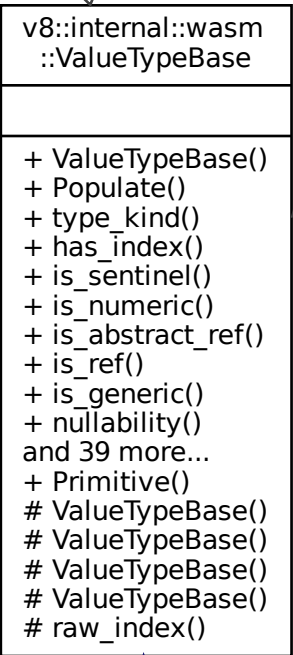 v8::internal::wasm
::ValueTypeBase
+ ValueTypeBase()
+ Populate()
+ type_kind()
+ has_index()
+ is_sentinel()
+ is_numeric()
+ is_abstract_ref()
+ is_ref()
+ is_generic()
+ nullability()
and 39 more...
+ Primitive()
# ValueTypeBase()
# ValueTypeBase()
# ValueTypeBase()
# ValueTypeBase()
# raw_index()